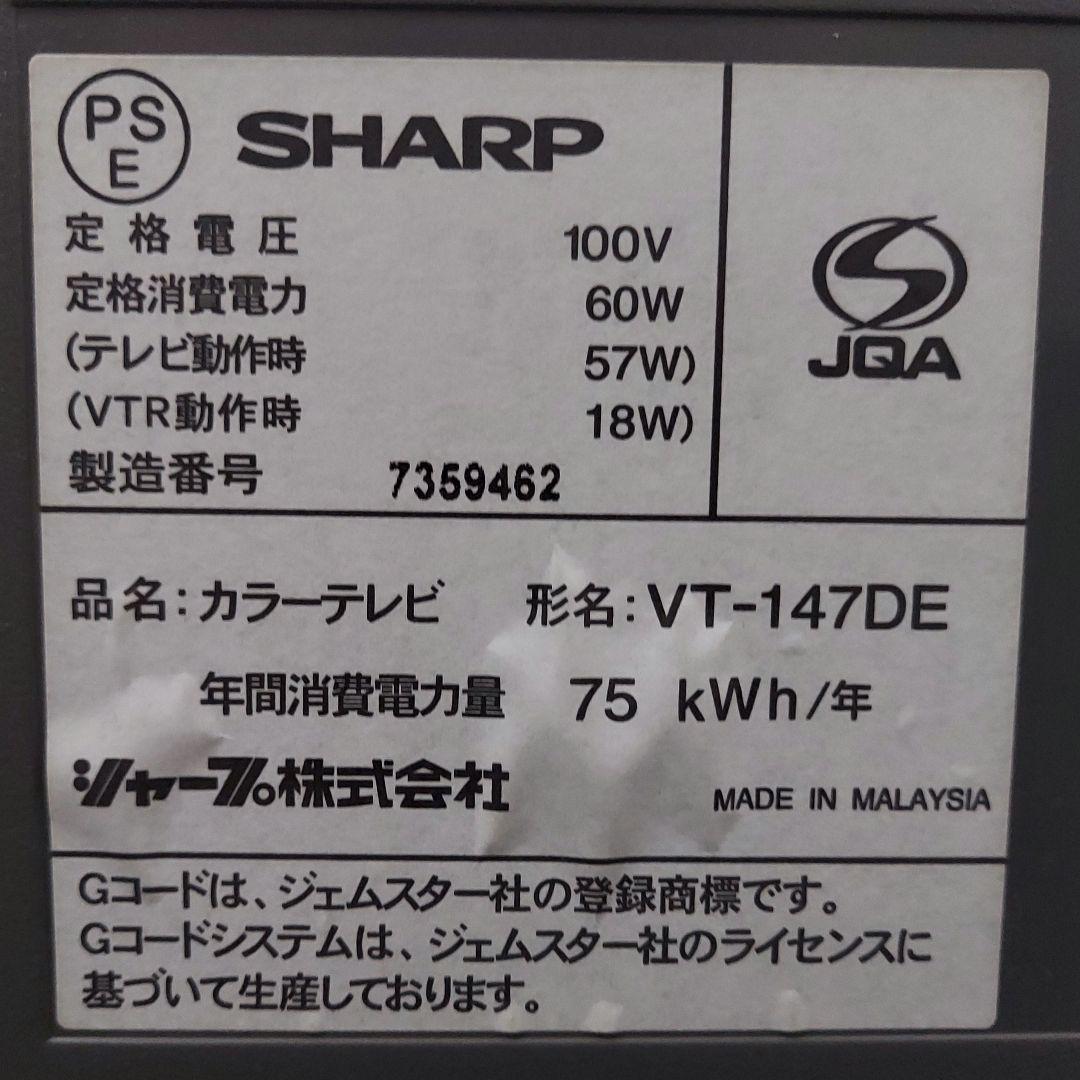 PS
E
SHARP
定格電圧 100V
定格消費電力 60W
(テレビ動作時 57W)
(VTR動作時 18W)
製造番号 7359462
JQA
品名:カラーテレビ 形名:VT-147DE
年間消費電力量 75 kWh/年
シャープ株式会社
MADE IN MALAYSIA
Gコードは、ジェムスター社の登録商標です。
Gコードシステムは、ジェムスター社のライセンスに
基づいて生産しております。